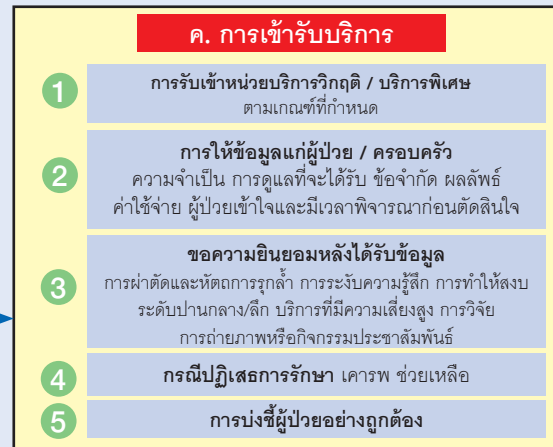 ค. การเข้ารับบริการ
1
การรับเข้าหน่วยบริการวิกฤติ / บริการพิเศษ
ตามเกณฑ์ที่กำหนด
2
การให้ข้อมูลแก่ผู้ป่วย / ครอบครัว
ความจำเป็น การดูแลที่จะได้รับ ข้อจำกัด ผลลัพธ์
ค่าใช้จ่าย ผู้ป่วยเข้าใจและมีเวลาพิจารณาก่อนตัดสินใจ
3
ขอความยินยอมหลังได้รับข้อมูล
การผ่าตัดและหัตถการรุกล้ำ การระงับความรู้สึก การทำให้สงบ
ระดับปานกลาง/ลึก บริการที่มีความเสี่ยงสูง การวิจัย
การถ่ายภาพหรือกิจกรรมประชาสัมพันธ์
4
กรณีปฏิเสธการรักษา เคารพ ช่วยเหลือ
5
การบ่งชี้ผู้ป่วยอย่างถูกต้อง